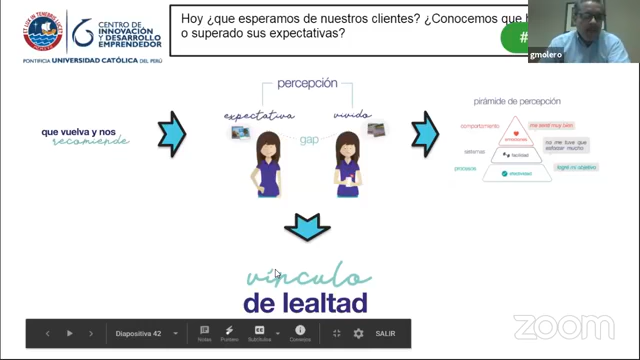 Hoy ¿que esperamos de nuestros clientes? ¿Conocemos que h
o superado sus expectativas?
#
gmolero
ET LUX IN TENEBRIS LUCET
CENTRO DE
INNOVACIÓN
Y DESARROLLO
EMPRENDEDOR
PONTIFICIA UNIVERSIDAD CATÓLICA DEL PERÚ
percepción
expectativa
vivido
gap
que vuelva y nos
recomiende
pirámide de percepción
comportamiento
me sentí muy bien
emociones
no me tuve que
esforzar mucho
facilidad
procesos
logré mi objetivo
efectividad
vínculo
de lealtad
Diapositiva 42
Notas
Puntero
Subtítulos
Consejos
SALIR
zoom